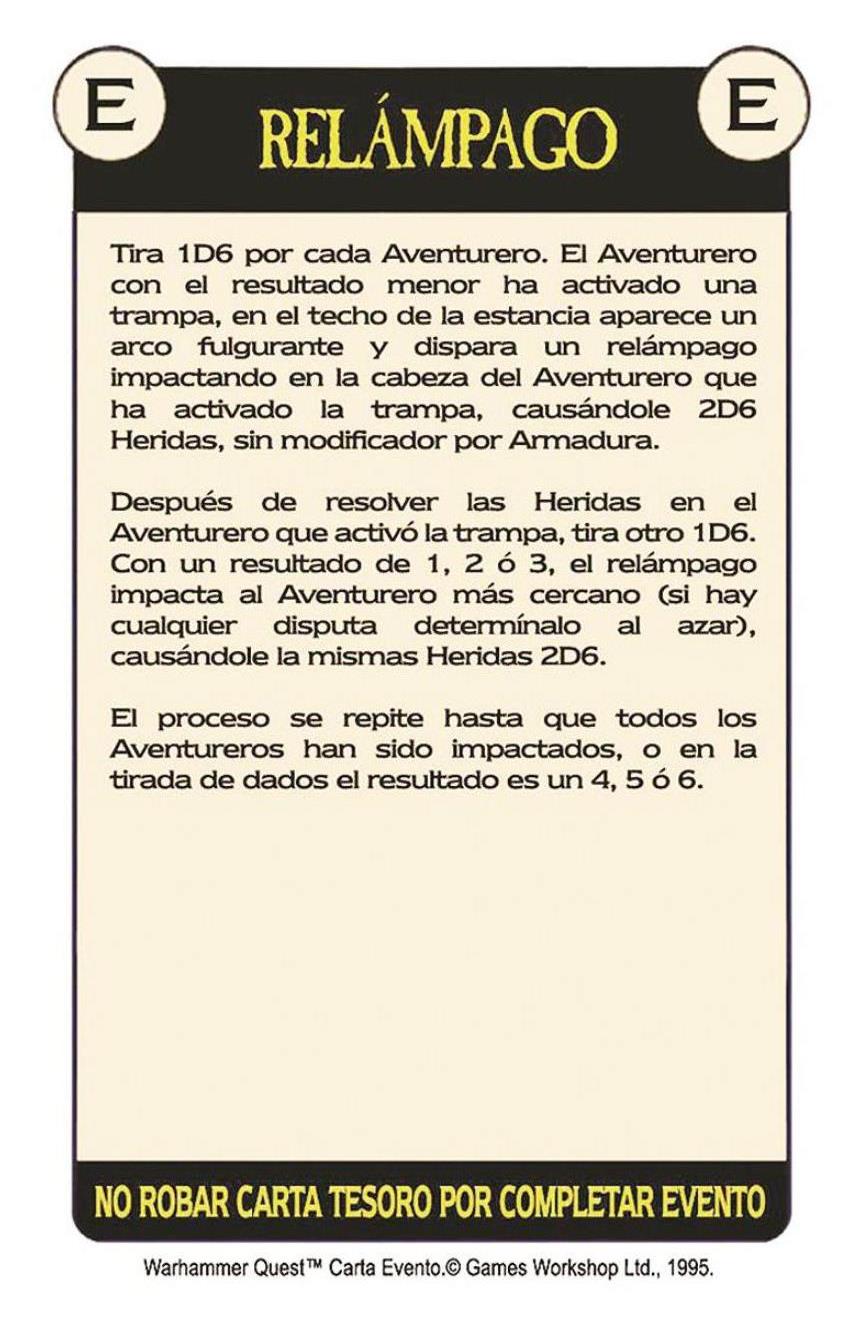 E RELÁMPAGO E
Tira 1D6 por cada Aventurero. El Aventurero
con el resultado menor ha activado una
trampa, en el techo de la estancia aparece un
arco fulgurante y dispara un relámpago
impactando en la cabeza del Aventurero que
ha activado la trampa, causándole 2D6
Heridas, sin modificador por Armadura.
Después de resolver las Heridas en el
Aventurero que activó la trampa, tira otro 1D6.
Con un resultado de 1, 2 ó 3, el relámpago
impacta al Aventurero más cercano (si hay
cualquier disputa determínalo al azar),
causándole la mismas Heridas 2D6.
El proceso se repite hasta que todos los
Aventureros han sido impactados, o en la
tirada de dados el resultado es un 4, 5 ó 6.
NO ROBAR CARTA TESORO POR COMPLETAR EVENTO
Warhammer Quest™ Carta Evento.© Games Workshop Ltd., 1995.